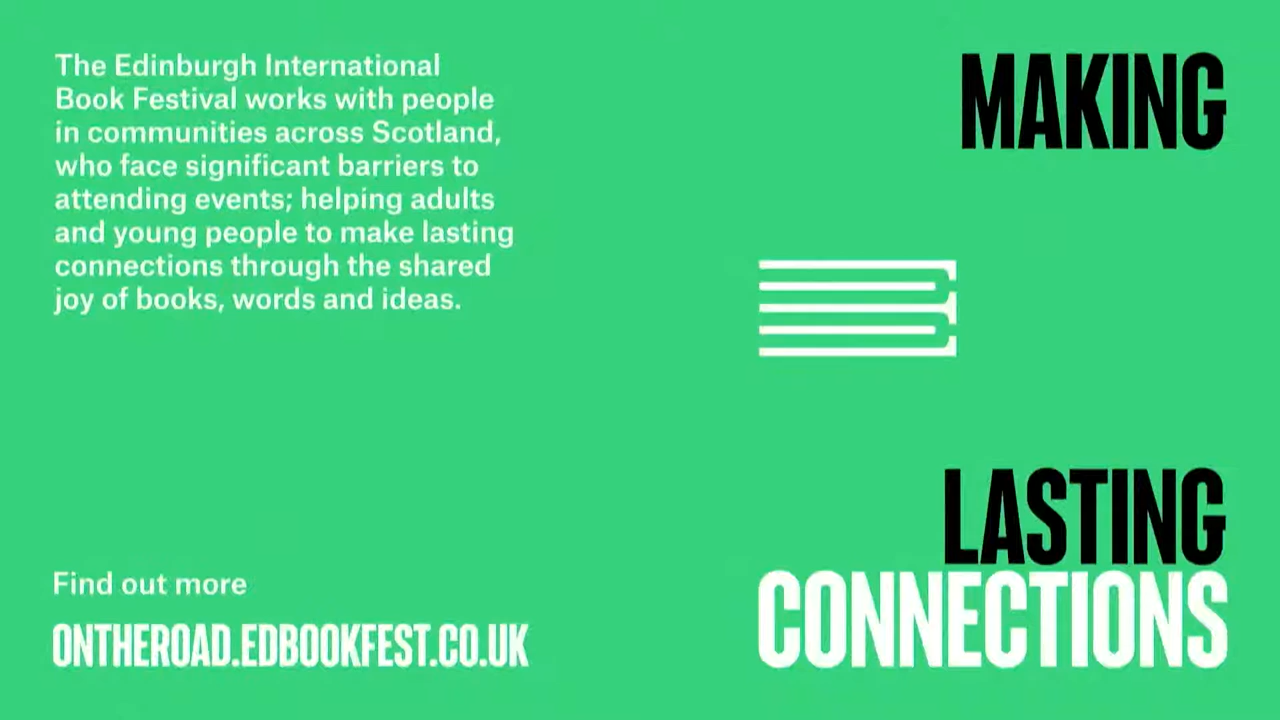 The Edinburgh International
Book Festival works with people
in communities across Scotland,
who face significant barriers to
attending events; helping adults
and young people to make lasting
connections through the shared
joy of books, words and ideas.
Find out more
ONTHEROAD.EDBOOKFEST.CO.UK
MAKING
LASTING
CONNECTIONS